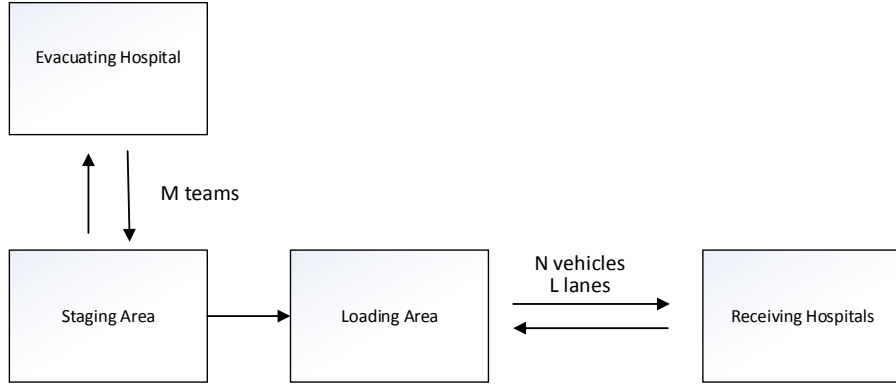 Evacuating Hospital
M teams
N vehicles
L lanes
Staging Area
Loading Area
Receiving Hospitals